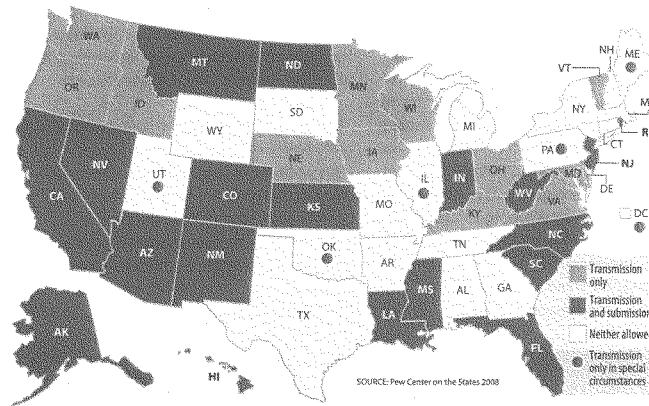 WA
MT
ND
MN
OR
ID
WI
SD
WY
MI
NH
ME
VT
NY
M
R
CT
NJ
PA
NV
UT
NE
IA
IL
IN
OH
MD
DE
CA
CO
KS
MO
WV
VA
KY
DC
AZ
NM
OK
AR
TN
NC
SC
TX
LA
MS
AL
GA
FL
AK
HI
Transmission
only
Transmission
and submission
Neither allowe
Transmission
only in special
circumstances
SOURCE: Pew Center on the States 2008